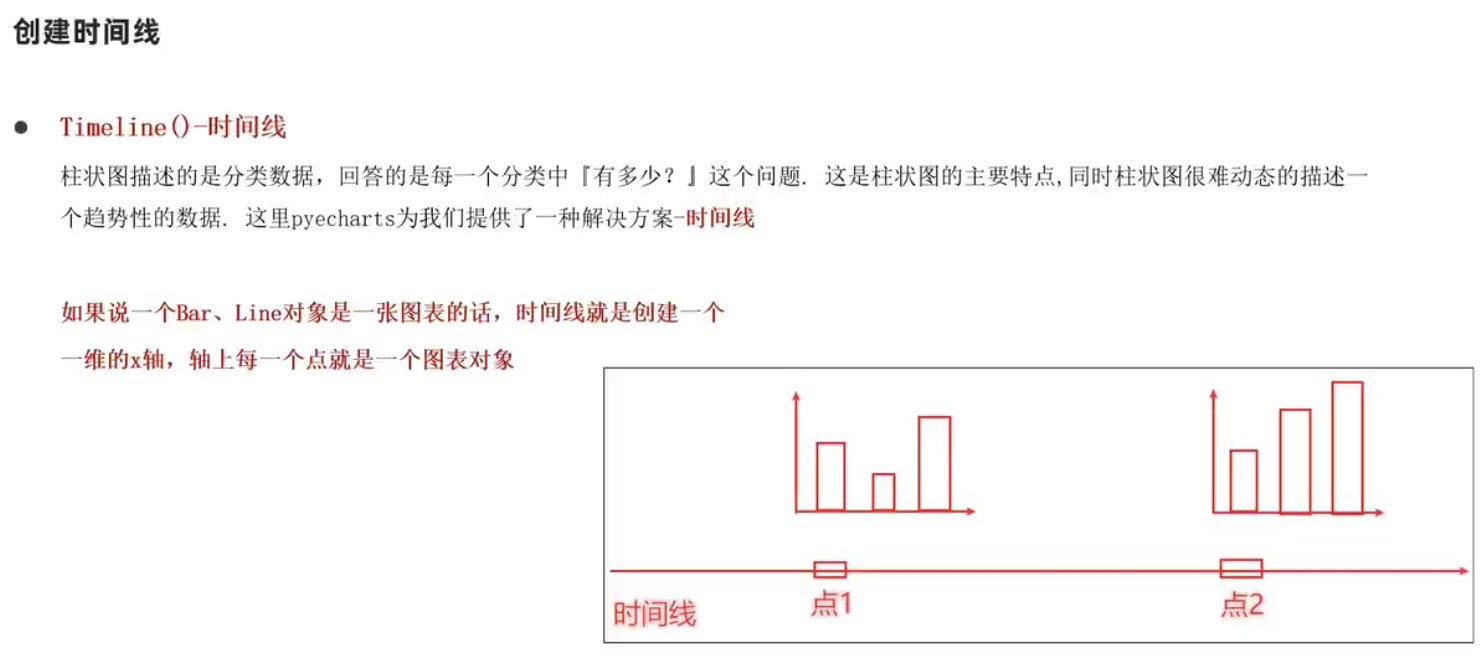 创建时间线
Timeline()-时间线
柱状图描述的是分类数据，回答的是每一个分类中『有多少？』这个问题. 这是柱状图的主要特点,同时柱状图很难动态的描述一
个趋势性的数据. 这里pyecharts为我们提供了一种解决方案-时间线
如果说一个Bar、Line对象是一张图表的话，时间线就是创建一个
一维的x轴，轴上每一个点就是一个图表对象
时间线
点1
点2